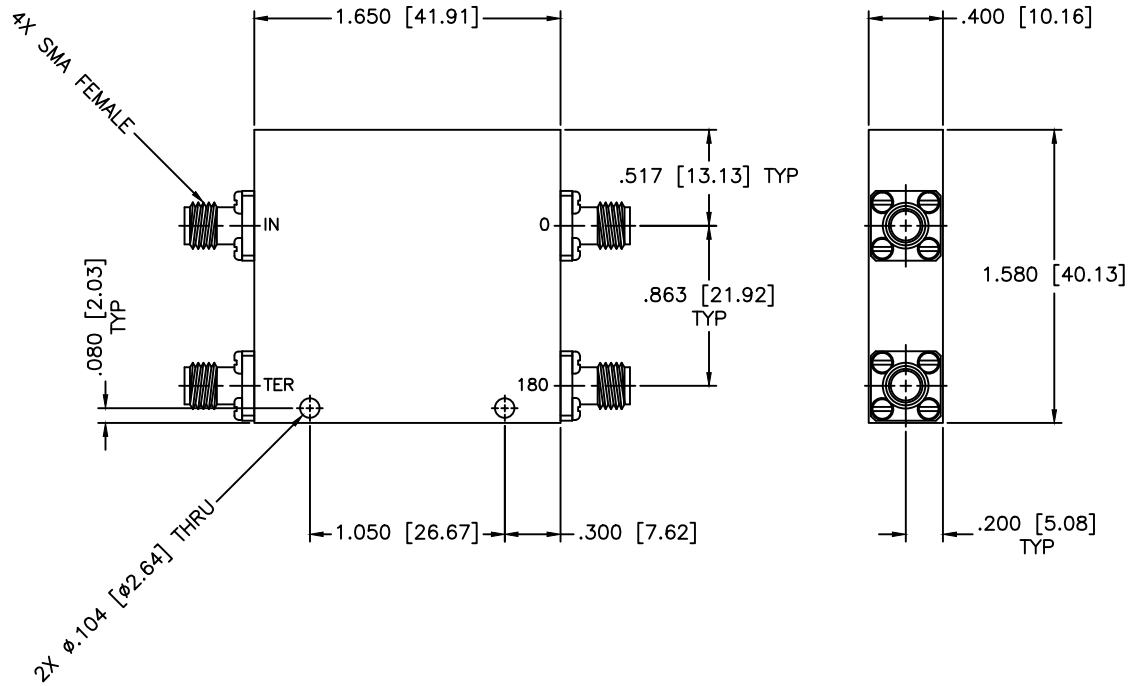 1.650 [41.91]
.400 [10.16]
4X SMA FEMALE
.517 [13.13] TYP
IN
0
1.580 [40.13]
.863 [21.92]
TYP
.080 [2.03]
TYP
TER
180
1.050 [26.67]
.300 [7.62]
.200 [5.08]
TYP
2X ø.104 [ø2.64] THRU